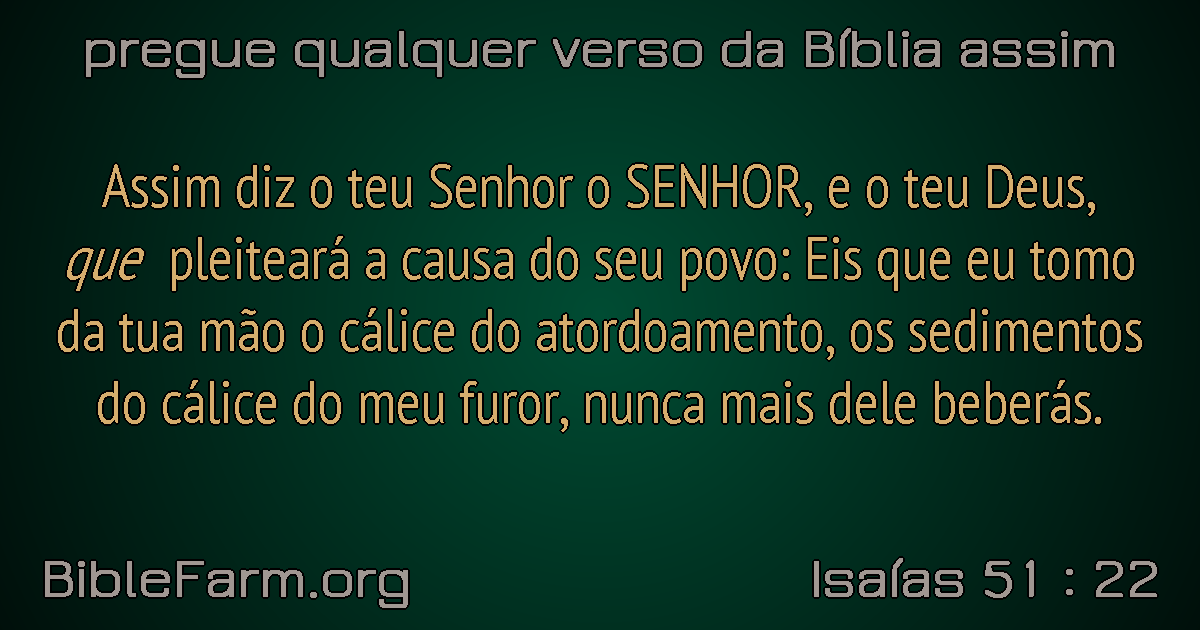 pregue qualquer verso da Bíblia assim
Assim diz o teu Senhor o SENHOR, e o teu Deus,
que pleiteará a causa do seu povo: Eis que eu tomo
da tua mão o cálice do atordoamento, os sedimentos
do cálice do meu furor, nunca mais dele beberás.
BibleFarm.org
Isaías 51 : 22